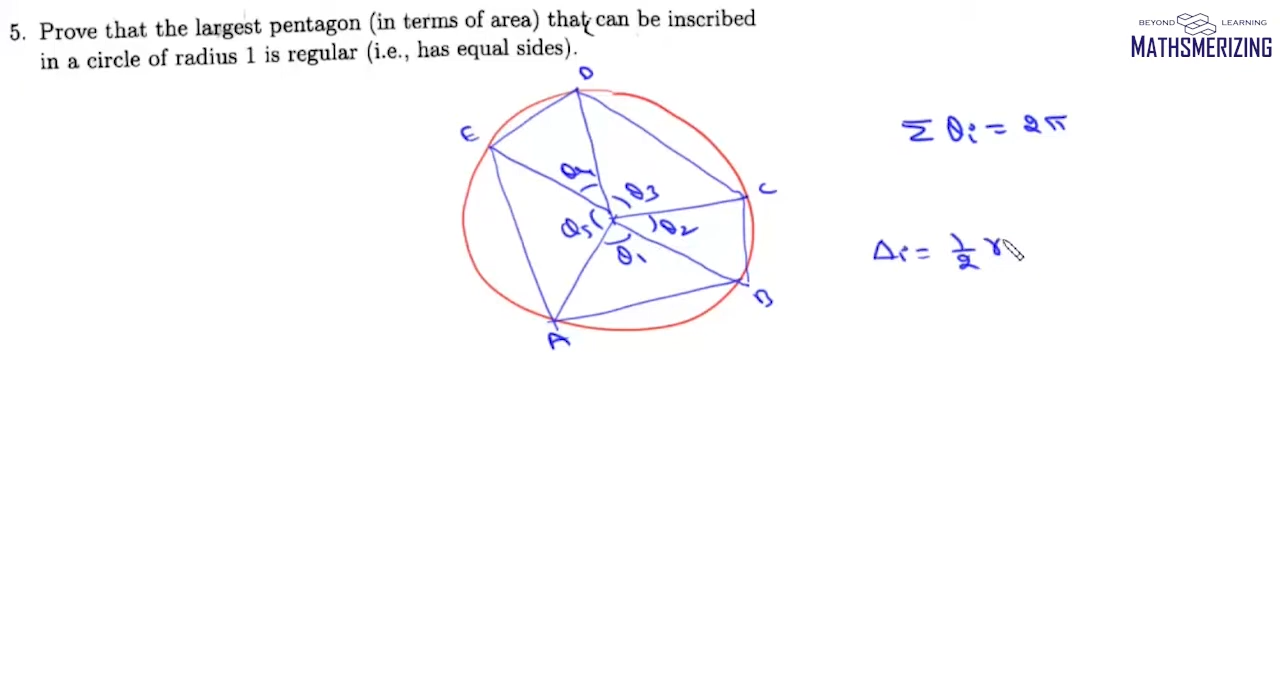 5. Prove that the largest pentagon (in terms of area) that can be inscribed
in a circle of radius 1 is regular (i.e., has equal sides).
BEYOND LEARNING
MATHSMERIZING
D
E
C
θ4
θ3
θ5
θ2
θ1
B
A
Σ θi = 2π
Δi = 1/2 r